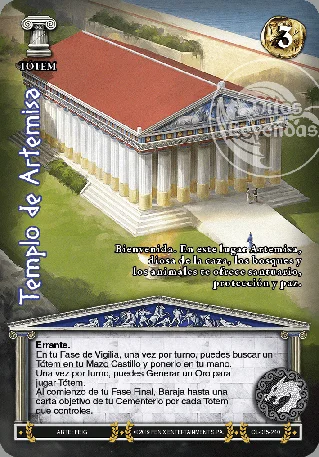 3
TOTEM
Mitos
Leyendas
Templo de Artemisa
Bienvenida. En este lugar Artemisa,
diosa de la caza, los bosques y
los animales te ofrece santuario,
protección y paz.
Errante.
En tu Fase de Vigilia, una vez por turno, puedes buscar un
Tótem en tu Mazo Castillo y ponerlo en tu mano.
Una vez por turno, puedes Generar un Oro para
jugar Tótem.
Al comienzo de tu Fase Final, Baraja hasta una
carta objetivo de tu Cementerio por cada Totem
que controles.